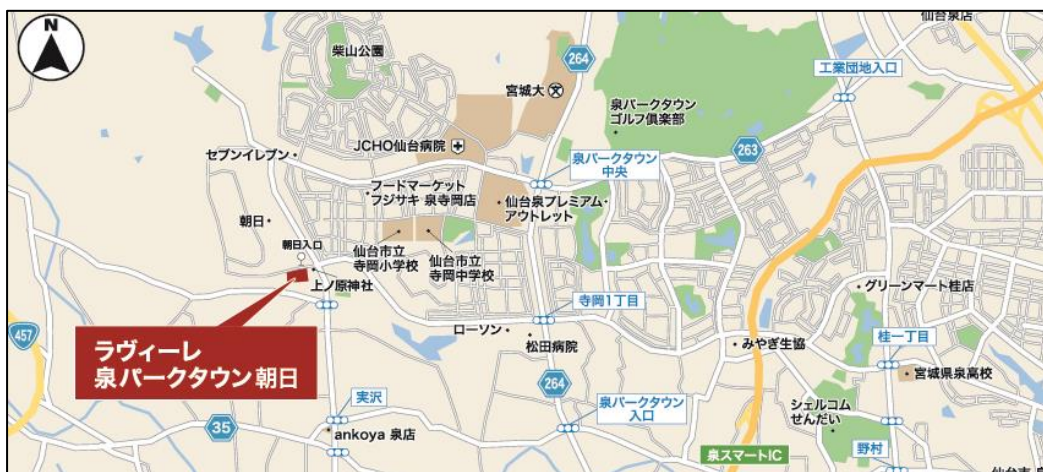 N
柴山公園
264
仙台泉店
工業団地入口
宮城大
泉パークタウン
ゴルフ倶楽部
JCHO仙台病院
263
セブンイレブン
泉パークタウン
中央
フードマーケット
フジサキ 泉寺岡店
仙台泉プレミアム・
アウトレット
朝日
朝日入口
仙台市立
寺岡小学校
仙台市立
寺岡中学校
上ノ原神社
グリーンマート桂店
457
ラヴィーレ
泉パークタウン朝日
ローソン
寺岡1丁目
松田病院
みやぎ生協
桂一丁目
宮城県泉高校
264
実沢
泉パークタウン
入口
シェルコム
せんだい
35
ankoya 泉店
泉スマートIC
野村